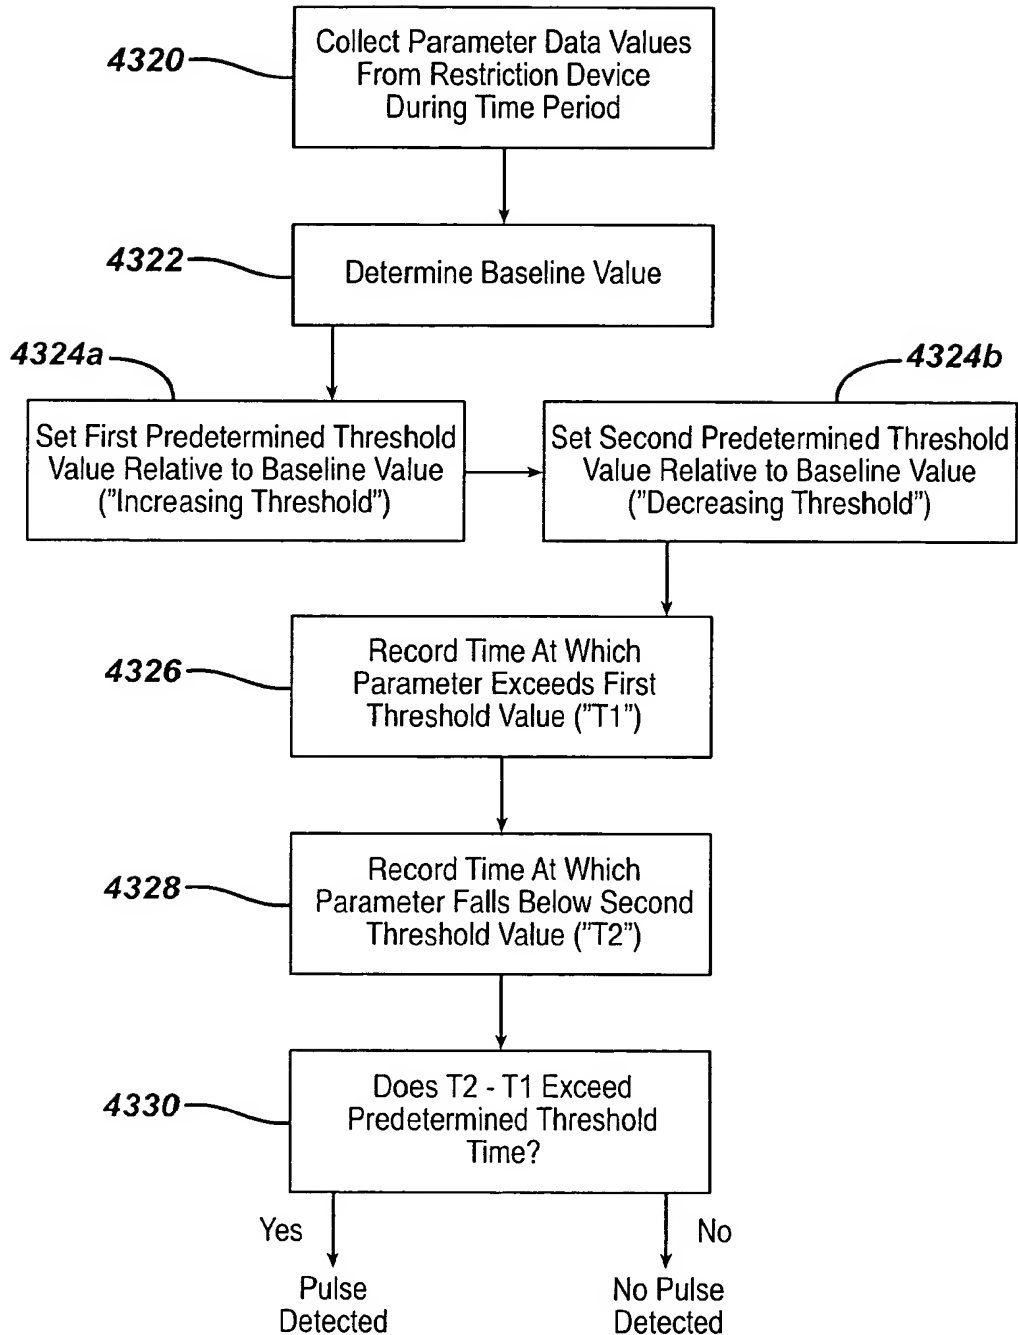 4320
Collect Parameter Data Values
From Restriction Device
During Time Period
4322
Determine Baseline Value
4324a
4324b
Set First Predetermined Threshold
Value Relative to Baseline Value
("Increasing Threshold")
Set Second Predetermined Threshold
Value Relative to Baseline Value
("Decreasing Threshold")
4326
Record Time At Which
Parameter Exceeds First
Threshold Value ("T1")
4328
Record Time At Which
Parameter Falls Below Second
Threshold Value ("T2")
4330
Does T2 - T1 Exceed
Predetermined Threshold
Time?
Yes
No
Pulse
Detected
No Pulse
Detected